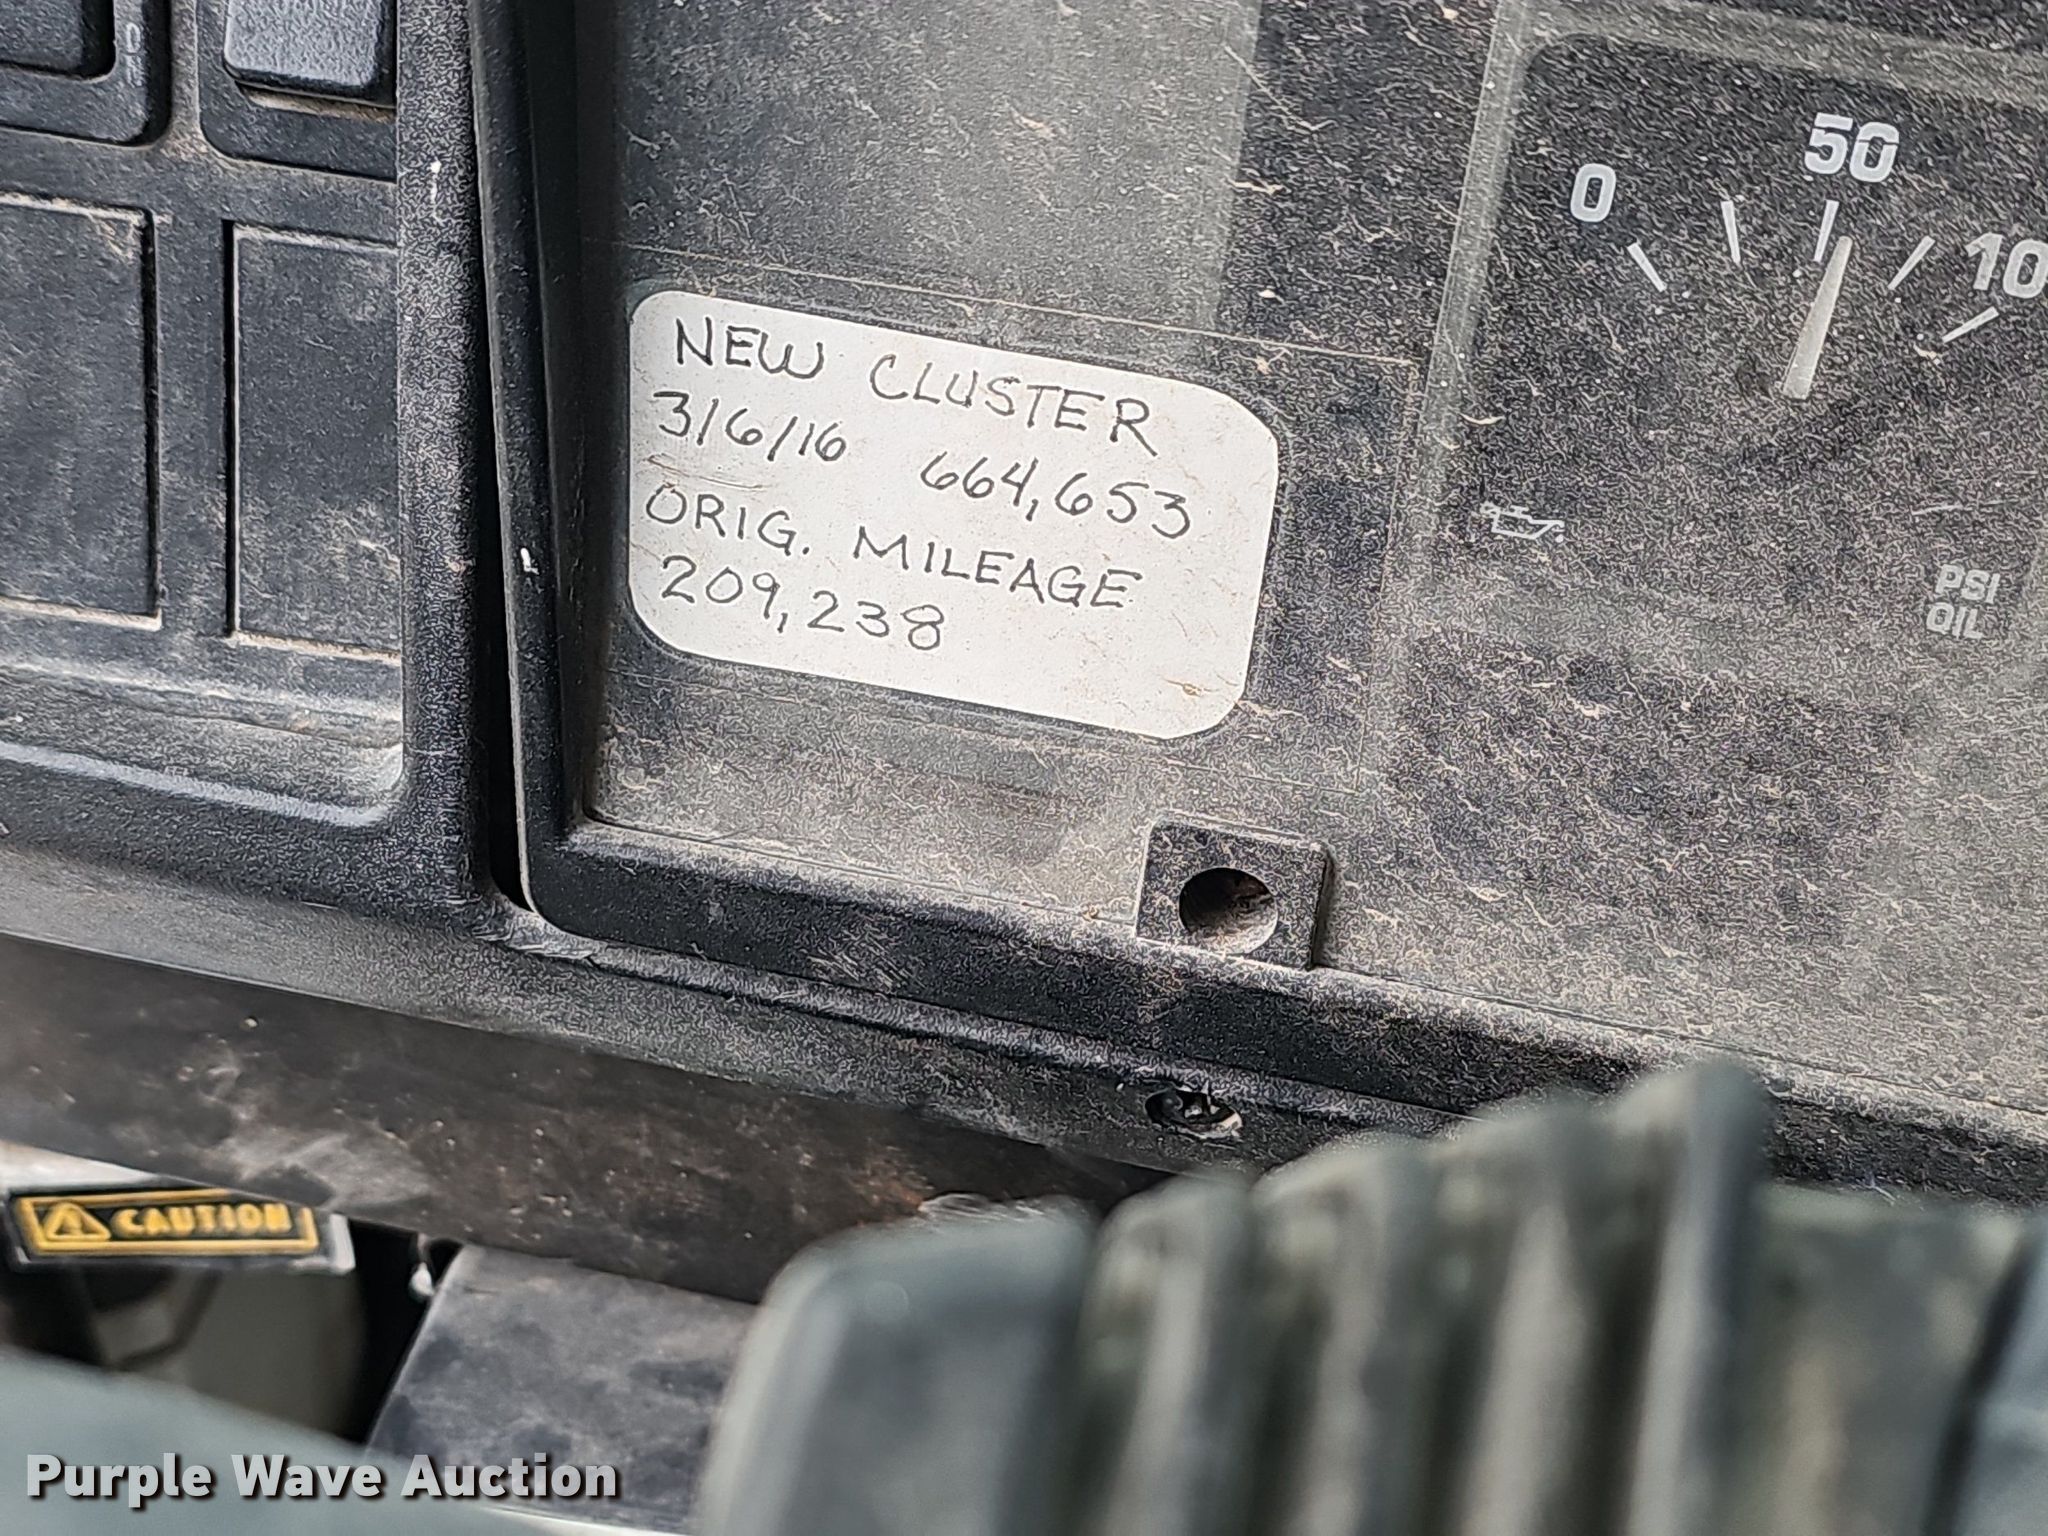 0 50 10
NEW CLUSTER
3/6/16 664,653
ORIG. MILEAGE
209,238
PSI
OIL
CAUTION
Purple Wave Auction